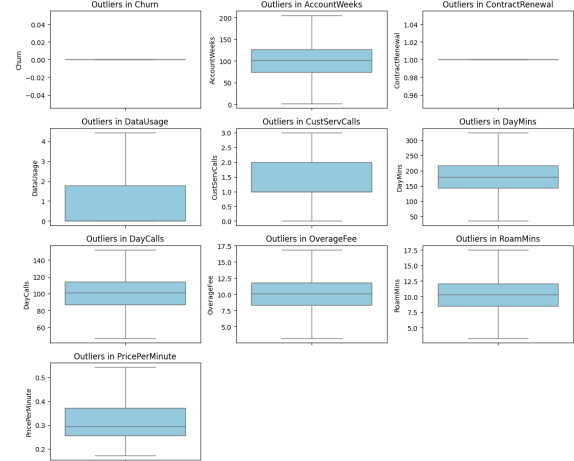 Outliers in Churn
Churn
0.04
0.02
0.00
−0.02
−0.04
Outliers in AccountWeeks
AccountWeeks
200
150
100
50
0
Outliers in ContractRenewal
ContractRenewal
1.04
1.02
1.00
0.98
0.96
Outliers in DataUsage
DataUsage
4
3
2
1
0
Outliers in CustServCalls
CustServCalls
3.0
2.5
2.0
1.5
1.0
0.5
0.0
Outliers in DayMins
DayMins
300
250
200
150
100
50
Outliers in DayCalls
DayCalls
140
120
100
80
60
Outliers in OverageFee
OverageFee
17.5
15.0
12.5
10.0
7.5
5.0
Outliers in RoamMins
RoamMins
17.5
15.0
12.5
10.0
7.5
5.0
Outliers in PricePerMinute
PricePerMinute
0.5
0.4
0.3
0.2